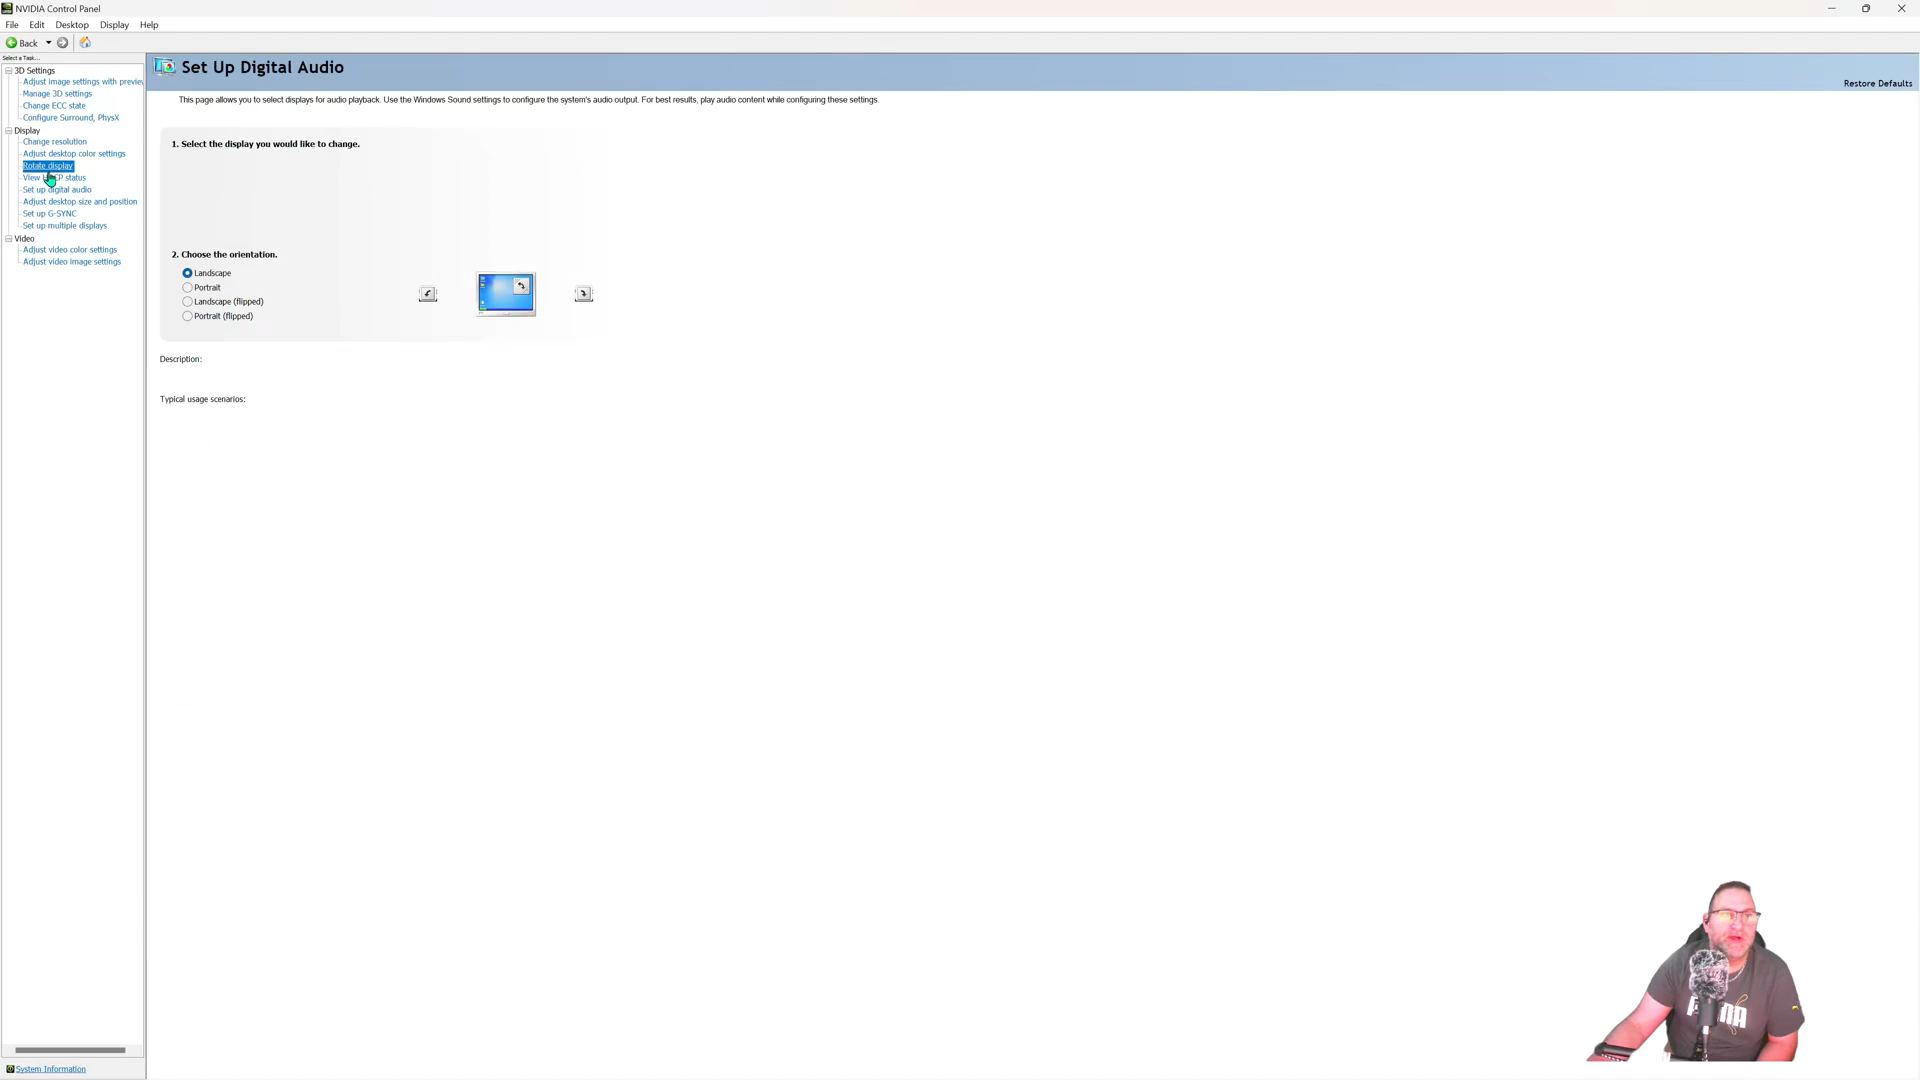 NVIDIA Control Panel
File Edit Desktop Display Help
Back
Select a Task...
3D Settings
Adjust image settings with preview
Manage 3D settings
Change ECC state
Configure Surround, PhysX
Display
Change resolution
Adjust desktop color settings
Rotate display
View status
Set up digital audio
Adjust desktop size and position
Set up G-SYNC
Set up multiple displays
Video
Adjust video color settings
Adjust video image settings
System Information
Set Up Digital Audio
Restore Defaults
This page allows you to select displays for audio playback. Use the Windows Sound settings to configure the system's audio output. For best results, play audio content while configuring these settings.
1. Select the display you would like to change.
2. Choose the orientation.
Landscape
Portrait
Landscape (flipped)
Portrait (flipped)
Description:
Typical usage scenarios: